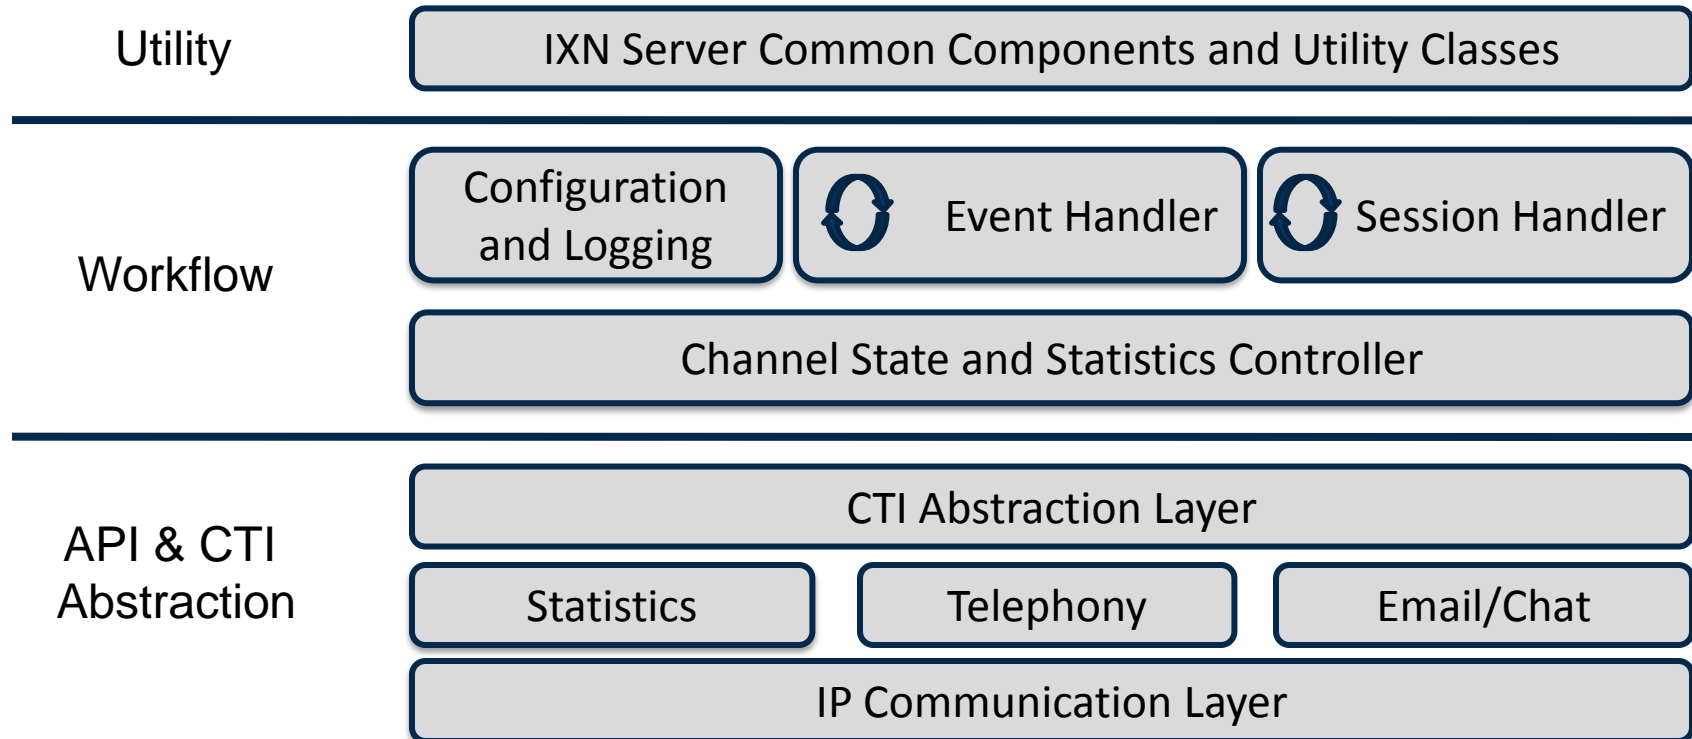 Utility
IXN Server Common Components and Utility Classes
Workflow
Configuration
and Logging
Event Handler
Session Handler
Channel State and Statistics Controller
API & CTI
Abstraction
CTI Abstraction Layer
Statistics
Telephony
Email/Chat
IP Communication Layer